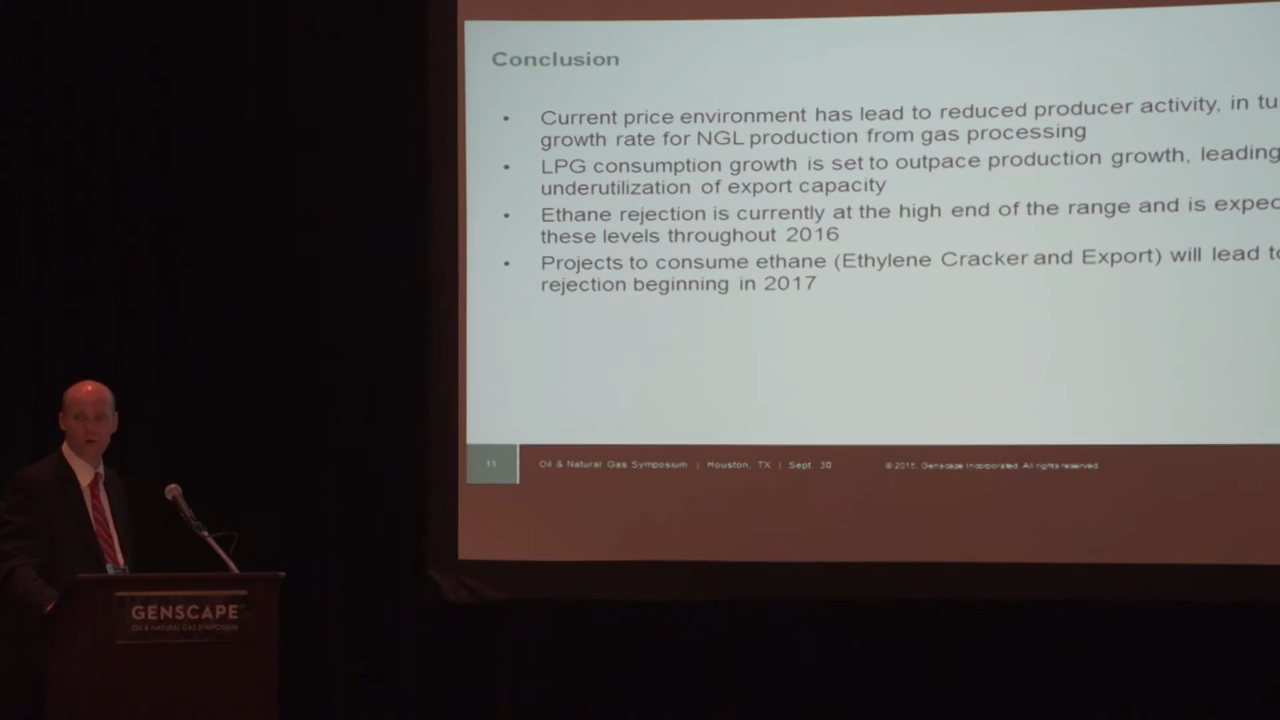 Conclusion
• Current price environment has lead to reduced producer activity, in tu
growth rate for NGL production from gas processing
• LPG consumption growth is set to outpace production growth, leading
underutilization of export capacity
• Ethane rejection is currently at the high end of the range and is expec
these levels throughout 2016
• Projects to consume ethane (Ethylene Cracker and Export) will lead to
rejection beginning in 2017
11 Oil & Natural Gas Symposium | Houston, TX | Sept. 30 © 2015, Genscape Incorporated. All rights reserved
GENSCAPE
OIL & NATURAL GAS SYMPOSIUM